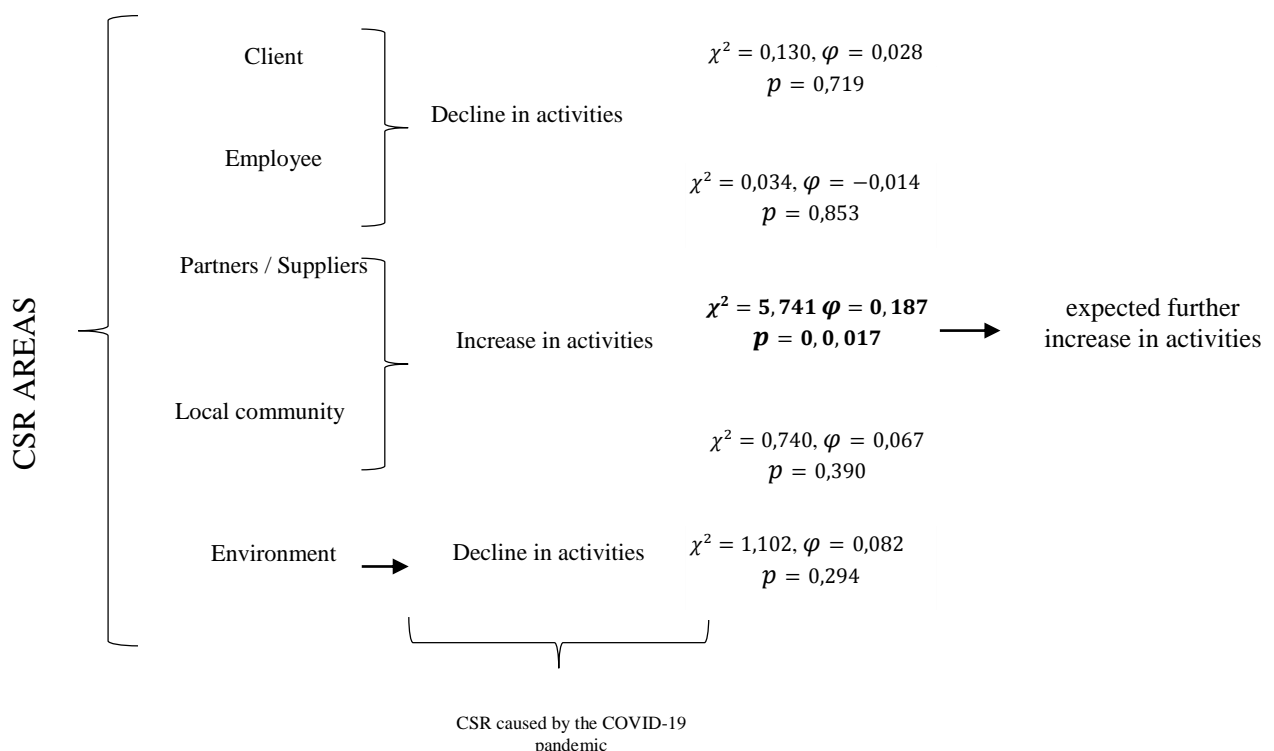 CSR AREAS
Client
Employee
Decline in activities
χ² = 0,130, φ = 0,028
p = 0,719
χ² = 0,034, φ = −0,014
p = 0,853
Partners / Suppliers
Local community
Increase in activities
χ² = 5,741 φ = 0,187
p = 0,0,017
expected further
increase in activities
χ² = 0,740, φ = 0,067
p = 0,390
Environment
Decline in activities
χ² = 1,102, φ = 0,082
p = 0,294
CSR caused by the COVID-19
pandemic